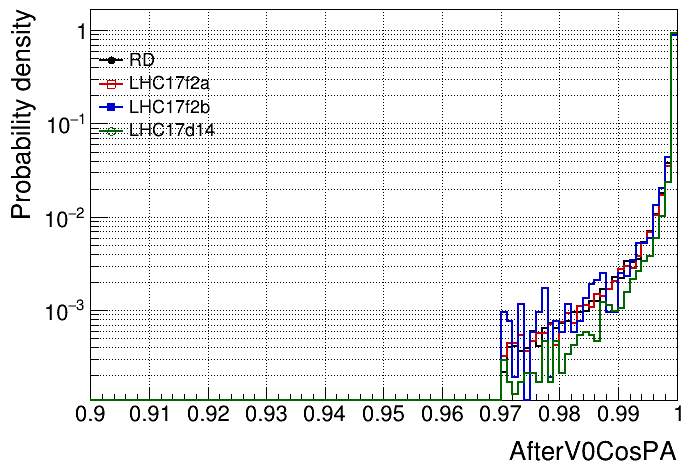 Probability density
1
10⁻¹
10⁻²
10⁻³
RD
LHC17f2a
LHC17f2b
LHC17d14
0.9 0.91 0.92 0.93 0.94 0.95 0.96 0.97 0.98 0.99 1
AfterV0CosPA